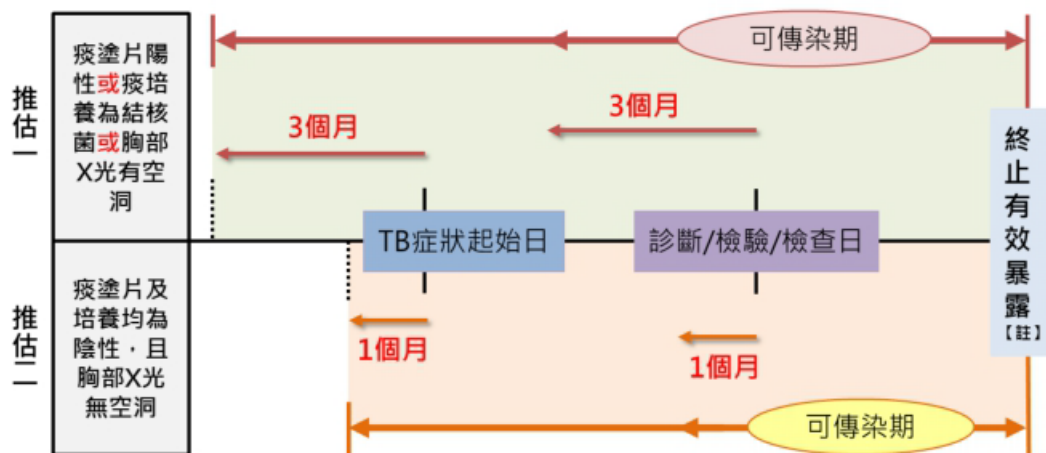 可傳染期
推估一
痰塗片陽
性或痰培
養為結核
菌或胸部
X光有空
洞
3個月
3個月
終止有效暴露
【註】
TB症狀起始日
診斷/檢驗/檢查日
推估二
痰塗片及
培養均為
陰性，且
胸部X光
無空洞
1個月
1個月
可傳染期